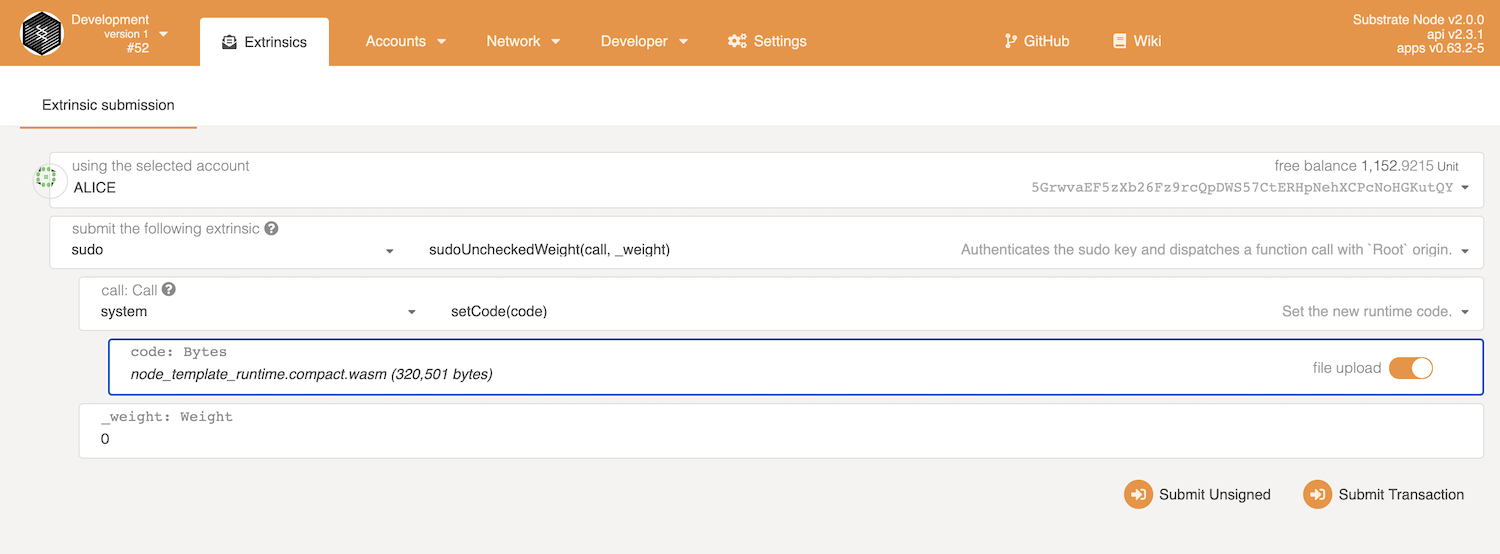 Development
version 1
#52
Extrinsics
Accounts
Network
Developer
Settings
GitHub
Wiki
Substrate Node v2.0.0
api v2.3.1
apps v0.63.2-5
Extrinsic submission
using the selected account
free balance 1,152.9215 Unit
ALICE
5GrwvaEF5zXb26Fz9rcQpDWS57CtERHpNehXCPcNoHGKutQY
submit the following extrinsic
sudo
sudoUncheckedWeight(call, _weight)
Authenticates the sudo key and dispatches a function call with `Root` origin.
call: Call
system
setCode(code)
Set the new runtime code.
code: Bytes
node_template_runtime.compact.wasm (320,501 bytes)
file upload
_weight: Weight
0
Submit Unsigned
Submit Transaction